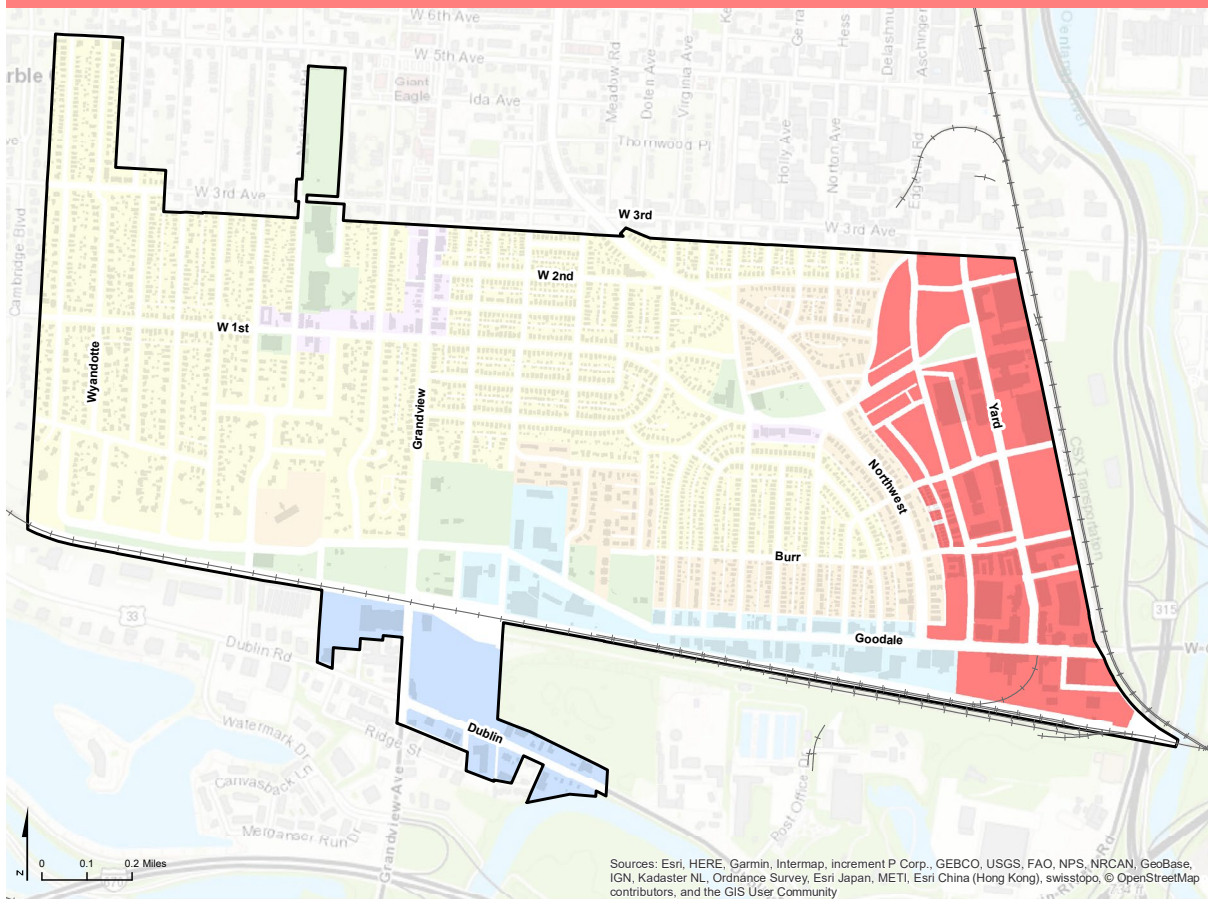 W 6th Ave
W 5th Ave
Giant
Eagle
Ida Ave
Meadow Rd
Doten Ave
Virginia Ave
Thornwood Pl
Holly Ave
Norton Ave
W 3rd Ave
W 3rd
W 3rd Ave
Cambridge Blvd
W 2nd
W 1st
Wyandotte
Grandview
Yard
Northwest
CSX Transportation
Burr
Goodale
315
33
Dublin Rd
Dublin
Watermark Dr
Ridge St
Canvasback Ln
Merganser Run Dr
Grandview Ave
Post Office Dr
670
N
0 0.1 0.2 Miles
Sources: Esri, HERE, Garmin, Intermap, increment P Corp., GEBCO, USGS, FAO, NPS, NRCAN, GeoBase,
IGN, Kadaster NL, Ordnance Survey, Esri Japan, METI, Esri China (Hong Kong), swisstopo, © OpenStreetMap
contributors, and the GIS User Community